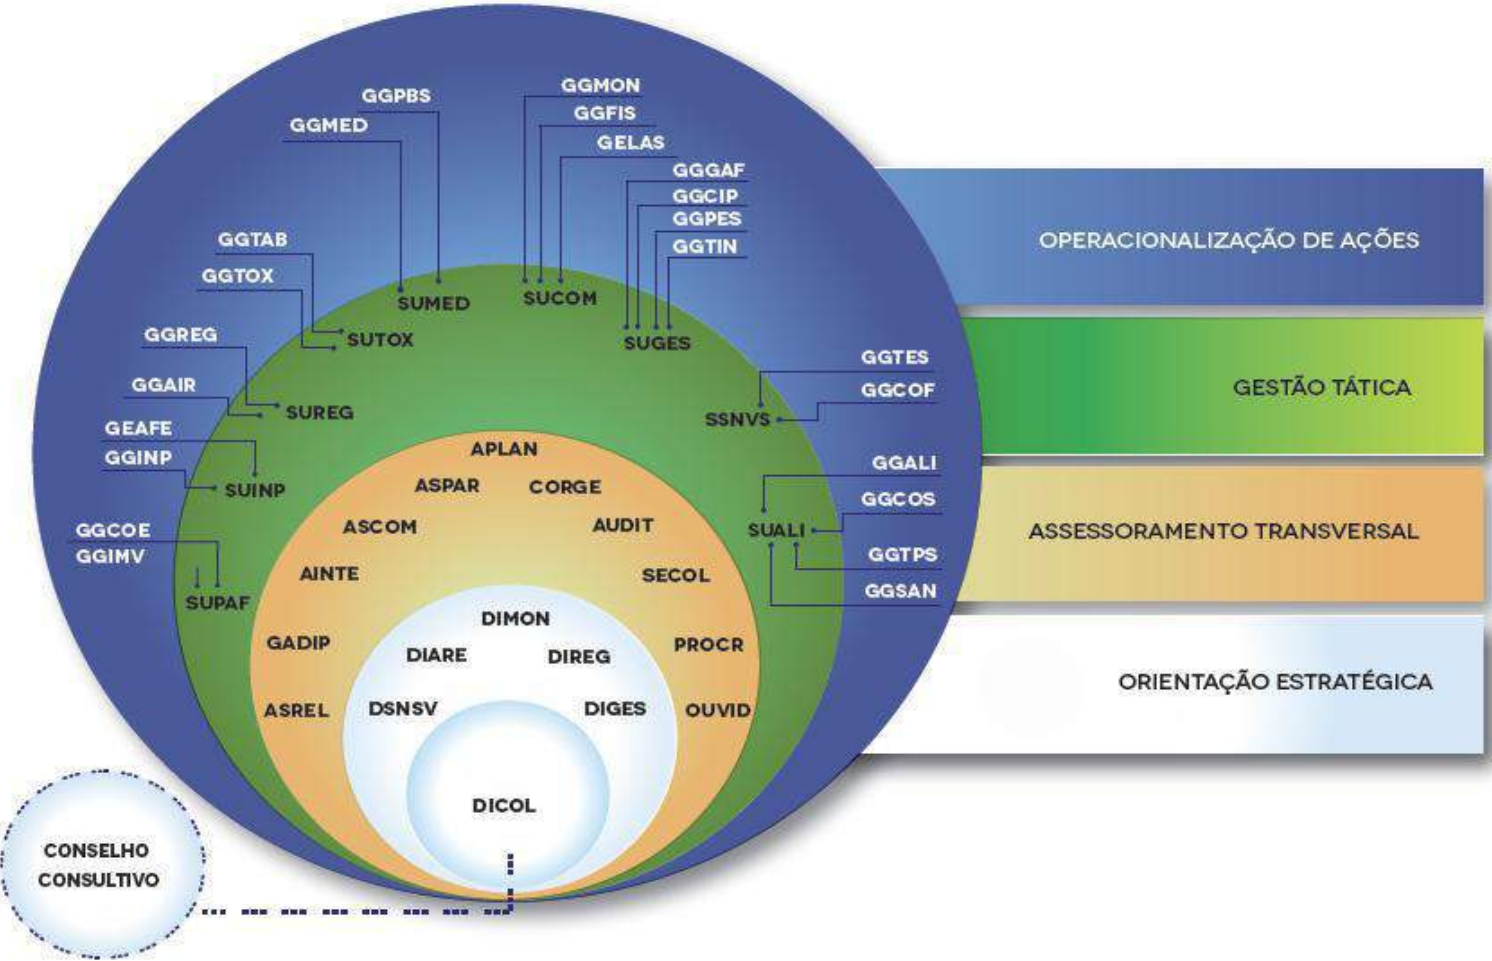 GGPBS
GGMED
GGMON
GGFIS
GELAS
GGGAF
GGCIP
GGPES
GGTIN
GGTAB
GGTOX
GGREG
GGAIR
GEAFE
GGINP
GGCOE
GGIMV
GGTES
GGCOF
GGALI
GGCOS
GGTPS
GGSAN
SUMED
SUCOM
SUTOX
SUGES
SUREG
SSNVS
SUINP
SUALI
SUPAF
APLAN
ASPAR
CORGE
ASCOM
AUDIT
AINTE
SECOL
GADIP
PROCR
ASREL
OUVID
DIMON
DIARE
DIREG
DSNSV
DIGES
DICOL
CONSELHO
CONSULTIVO
OPERACIONALIZAÇÃO DE AÇÕES
GESTÃO TÁTICA
ASSESSORAMENTO TRANSVERSAL
ORIENTAÇÃO ESTRATÉGICA